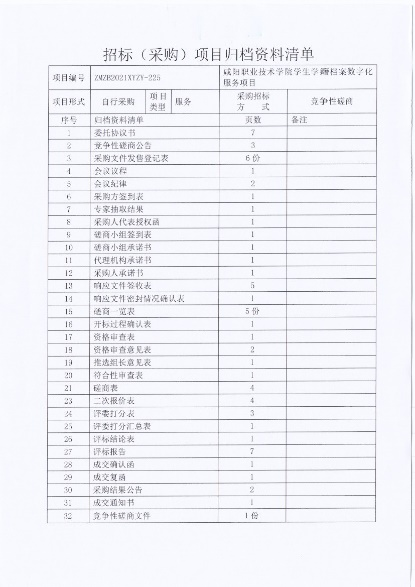 招标（采购）项目归档资料清单
项目编号 ZMZB2021XYZY-225 咸阳职业技术学院学生学籍档案数字化服务项目
项目形式 自行采购 项目类型 服务 采购招标方式 竞争性磋商
序号 归档资料清单 页数 备注
1 委托协议书 7
2 竞争性磋商公告 3
3 采购文件发售登记表 6份
4 会议议程 1
5 会议纪律 2
6 采购方签到表 1
7 专家抽取结果 1
8 采购人代表授权函 1
9 磋商小组签到表 1
10 磋商小组承诺书 1
11 代理机构承诺书 1
12 采购人承诺书 1
13 响应文件签收表 5
14 响应文件密封情况确认表 1
15 磋商一览表 5份
16 开标过程确认表 1
17 资格审查表 1
18 资格审查意见表 2
19 推选组长意见表 1
20 符合性审查表 1
21 磋商表 4
23 二次报价表 4
24 评委打分表 3
25 评委打分汇总表 1
26 评标结论表 1
27 评标报告 7
28 成交确认函 1
29 成交复函 1
30 采购结果公告 2
31 成交通知书 1
32 竞争性磋商文件 1份